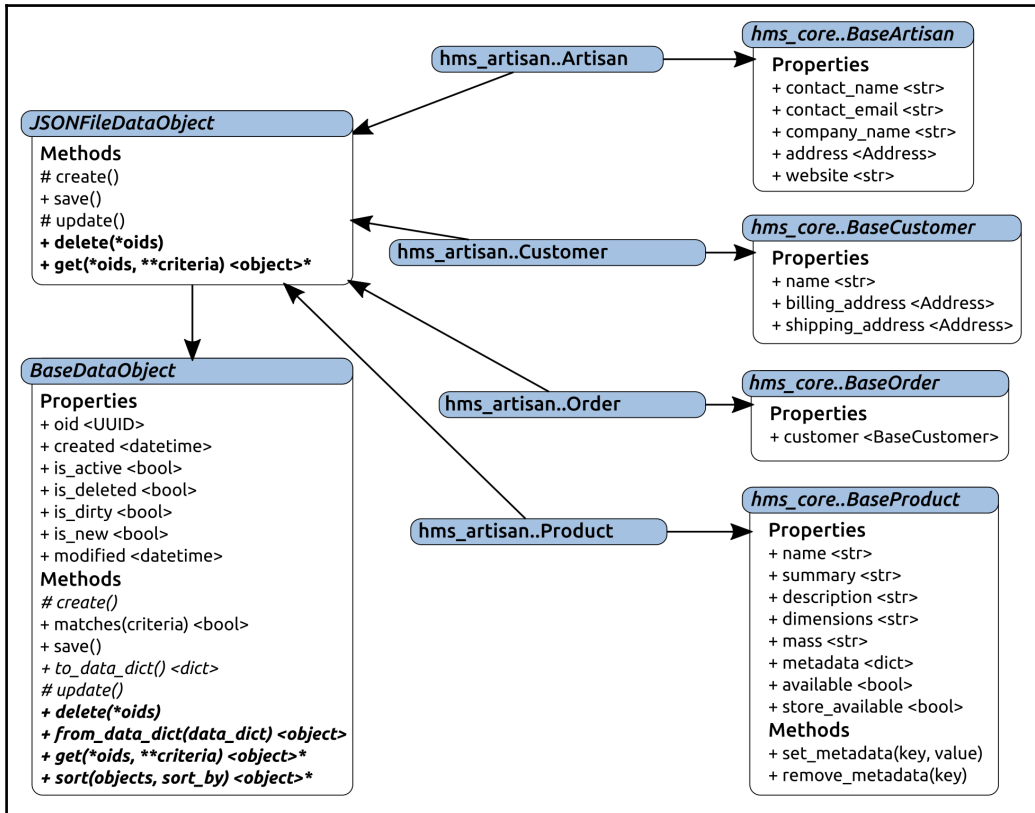 hms_core..BaseArtisan
Properties
+ contact_name <str>
+ contact_email <str>
+ company_name <str>
+ address <Address>
+ website <str>
hms_artisan..Artisan
JSONFileDataObject
Methods
# create()
+ save()
# update()
+ delete(*oids)
+ get(*oids, **criteria) <object>*
hms_core..BaseCustomer
Properties
+ name <str>
+ billing_address <Address>
+ shipping_address <Address>
hms_artisan..Customer
BaseDataObject
Properties
+ oid <UUID>
+ created <datetime>
+ is_active <bool>
+ is_deleted <bool>
+ is_dirty <bool>
+ is_new <bool>
+ modified <datetime>
Methods
# create()
+ matches(criteria) <bool>
+ save()
+ to_data_dict() <dict>
# update()
+ delete(*oids)
+ from_data_dict(data_dict) <object>
+ get(*oids, **criteria) <object>*
+ sort(objects, sort_by) <object>*
hms_artisan..Order
hms_core..BaseOrder
Properties
+ customer <BaseCustomer>
hms_artisan..Product
hms_core..BaseProduct
Properties
+ name <str>
+ summary <str>
+ description <str>
+ dimensions <str>
+ mass <str>
+ metadata <dict>
+ available <bool>
+ store_available <bool>
Methods
+ set_metadata(key, value)
+ remove_metadata(key)